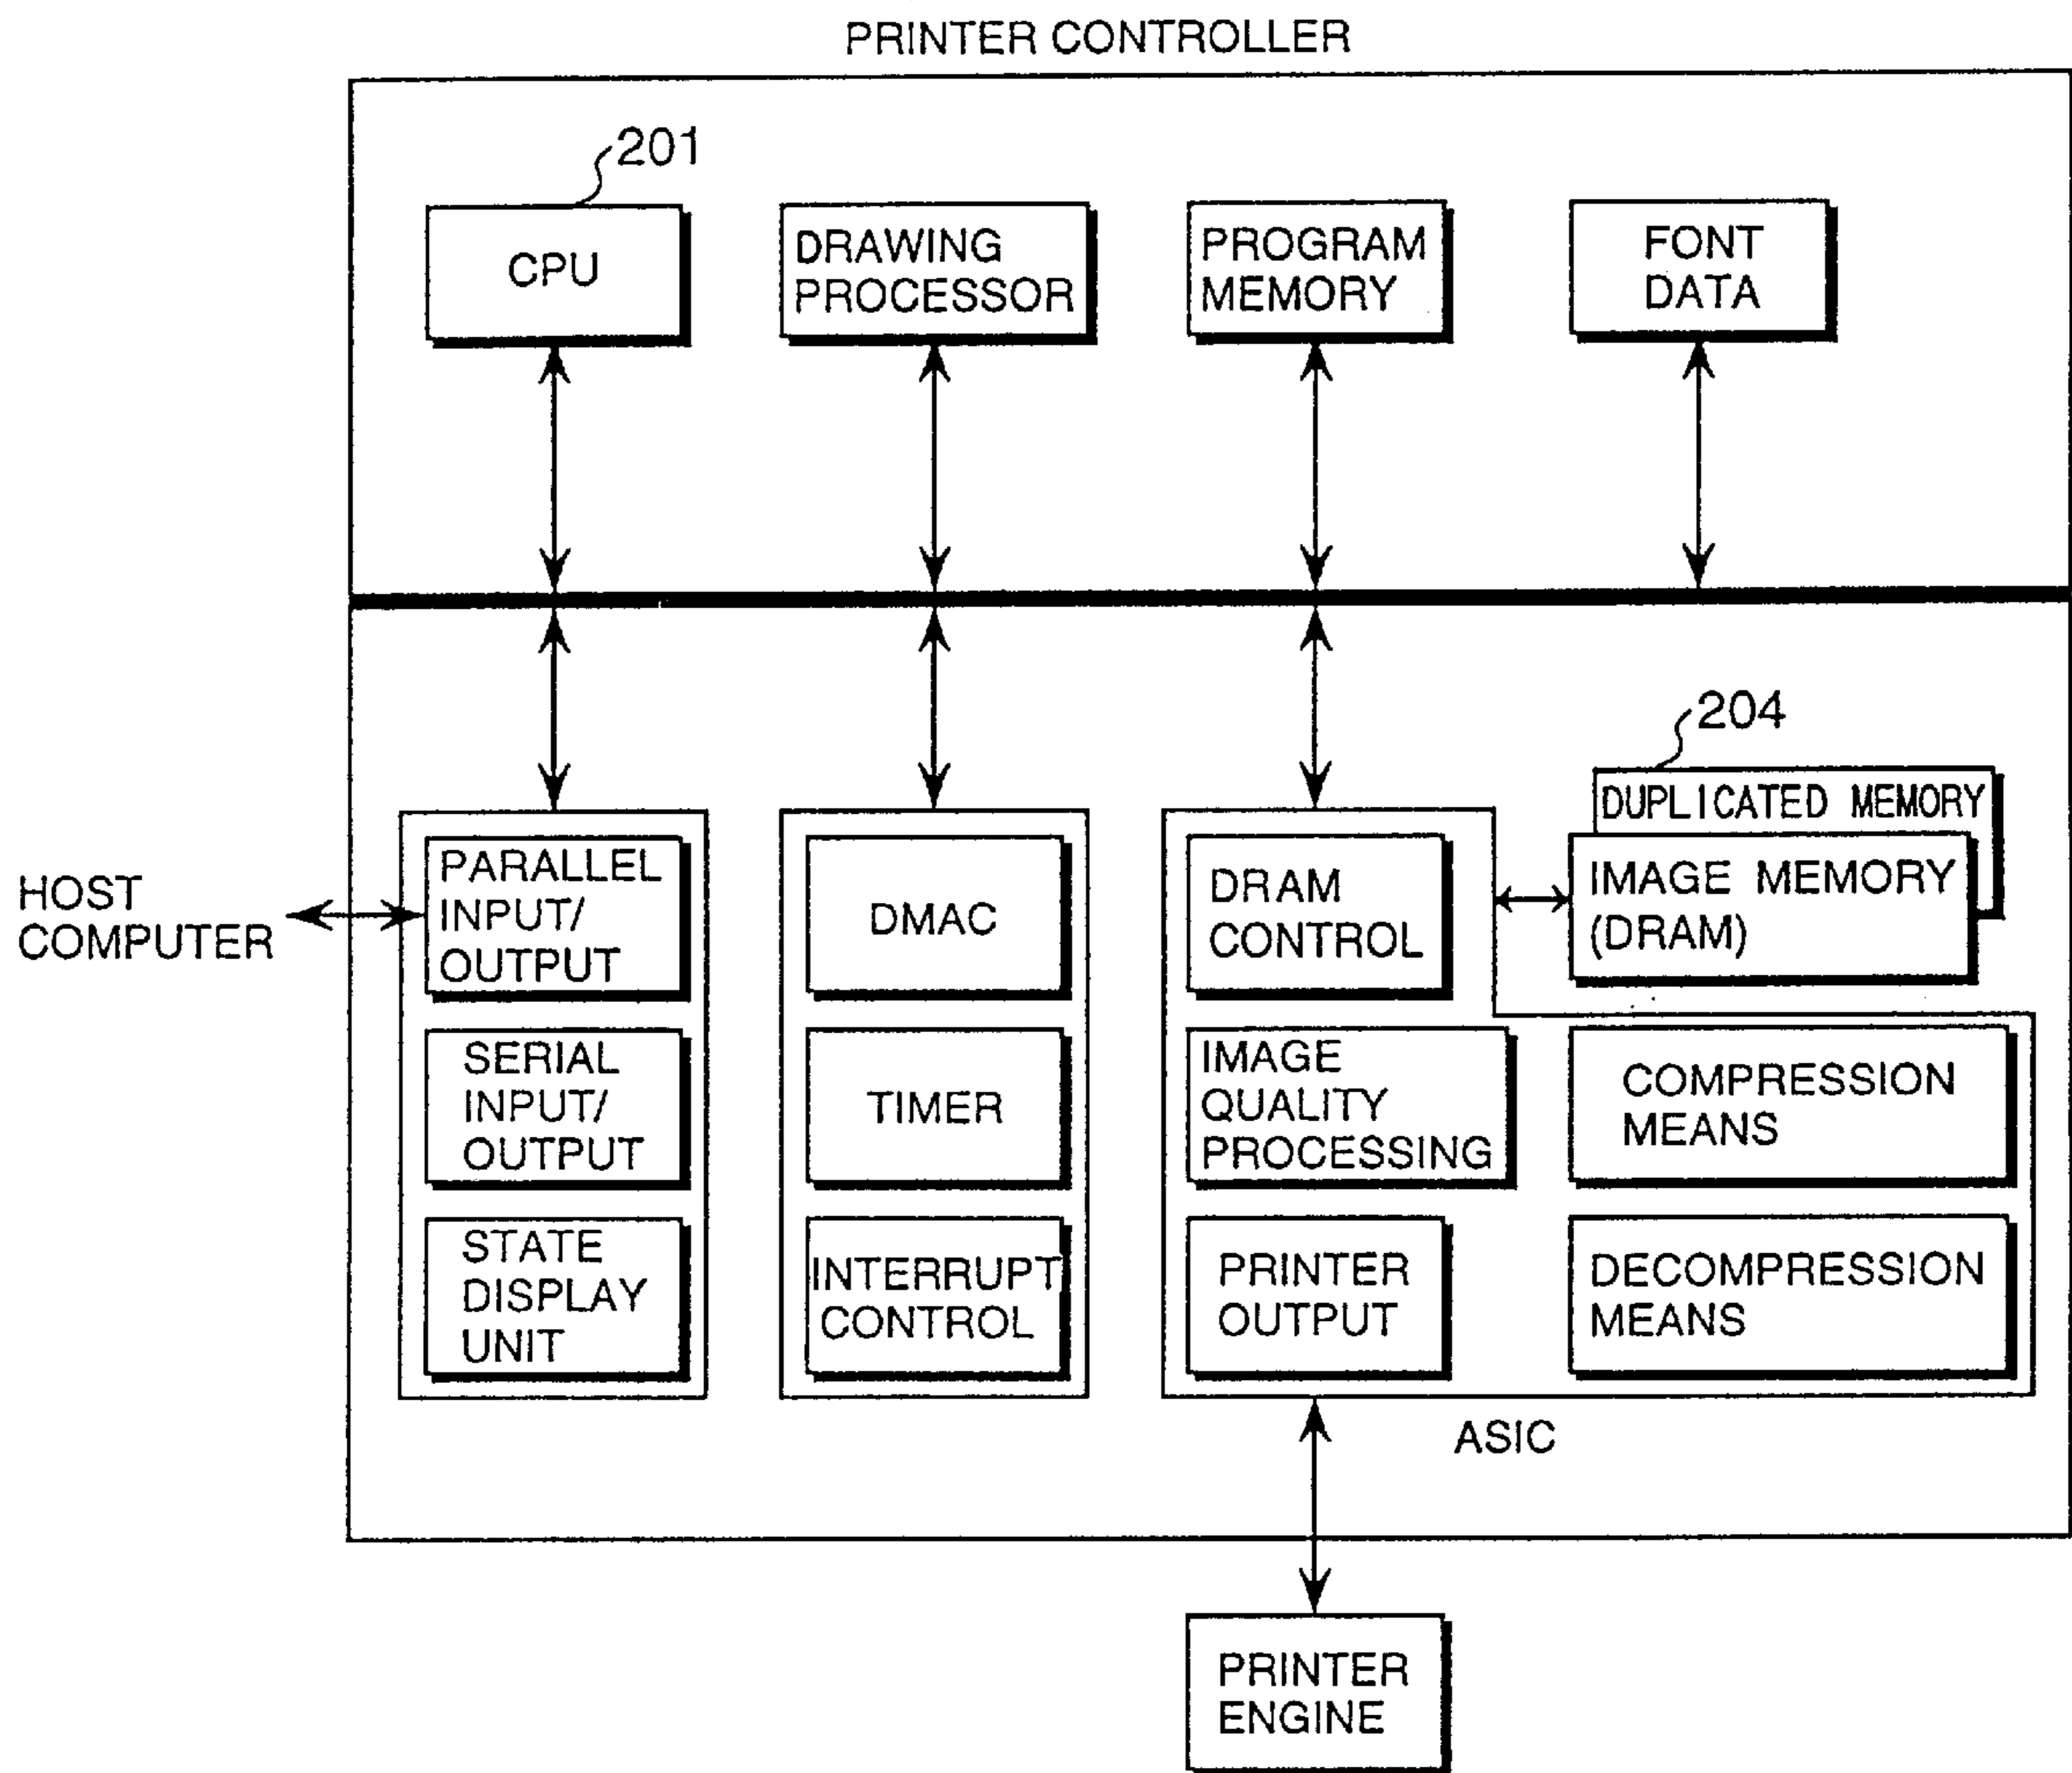 PRINTER CONTROLLER
201
CPU
DRAWING
PROCESSOR
PROGRAM
MEMORY
FONT
DATA
204
DUPLICATED MEMORY
IMAGE MEMORY
(DRAM)
HOST
COMPUTER
PARALLEL
INPUT/
OUTPUT
SERIAL
INPUT/
OUTPUT
STATE
DISPLAY
UNIT
DMAC
TIMER
INTERRUPT
CONTROL
DRAM
CONTROL
IMAGE
QUALITY
PROCESSING
COMPRESSION
MEANS
PRINTER
OUTPUT
DECOMPRESSION
MEANS
ASIC
PRINTER
ENGINE